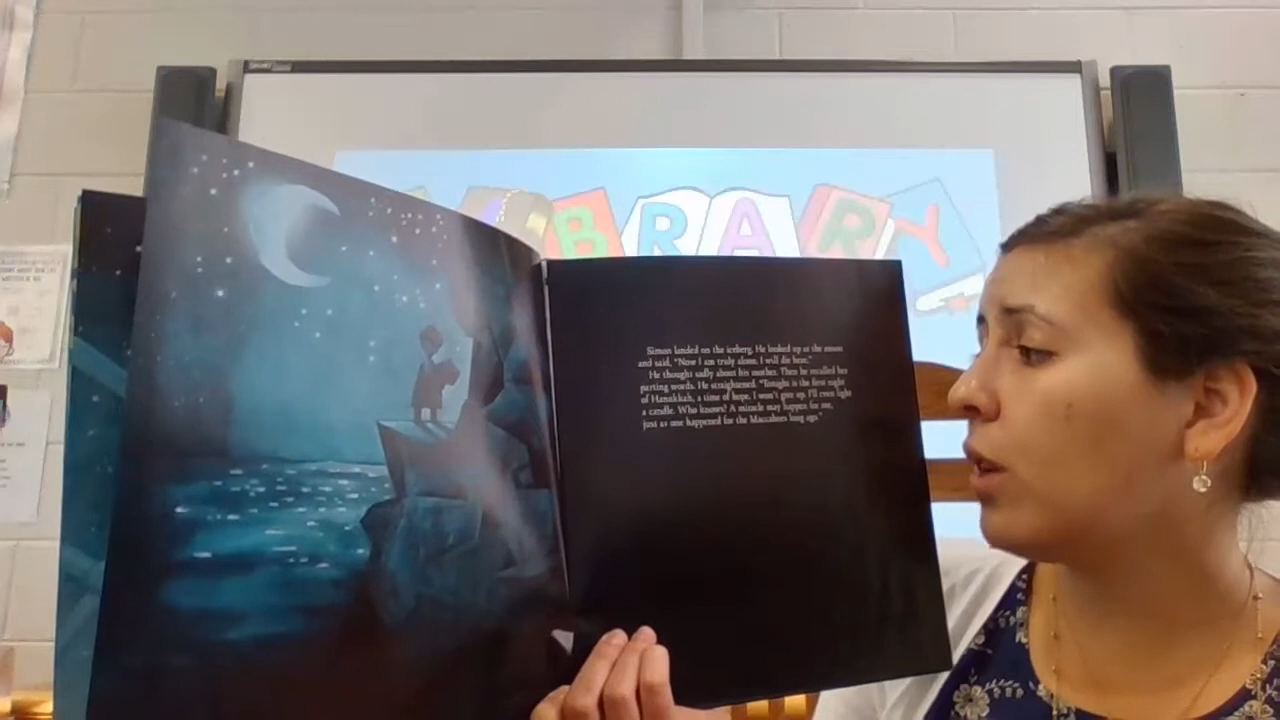 BRARY
Simon landed on the iceberg. He looked up at the moon
and said, "Now I am truly alone. I will die here."
He thought sadly about his mother. Then he recalled her
parting words. He straightened. "Tonight is the first night
of Hanukkah, a time of hope. I won't give up. I'll even light
a candle. Who knows? A miracle may happen for me,
just as one happened for the Maccabees long ago."